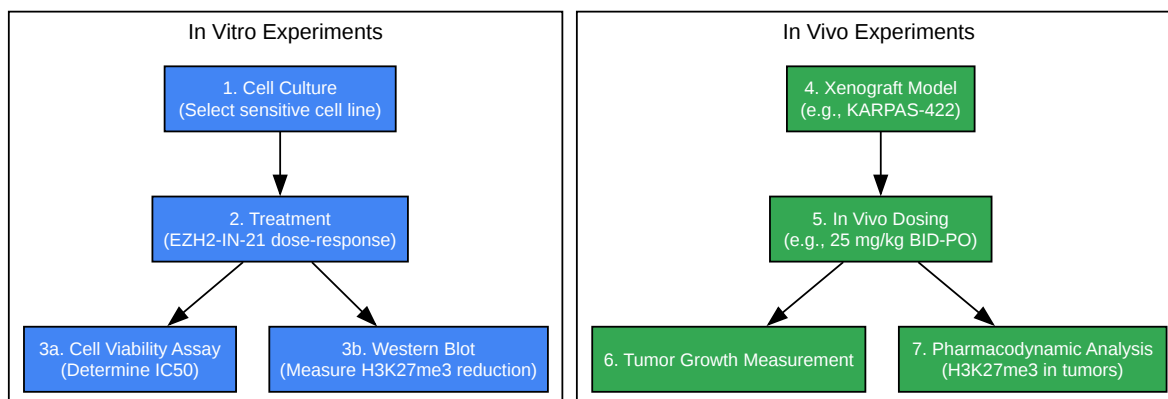 In Vitro Experiments
1. Cell Culture
(Select sensitive cell line)
2. Treatment
(EZH2-IN-21 dose-response)
3a. Cell Viability Assay
(Determine IC50)
3b. Western Blot
(Measure H3K27me3 reduction)
In Vivo Experiments
4. Xenograft Model
(e.g., KARPAS-422)
5. In Vivo Dosing
(e.g., 25 mg/kg BID-PO)
6. Tumor Growth Measurement
7. Pharmacodynamic Analysis
(H3K27me3 in tumors)